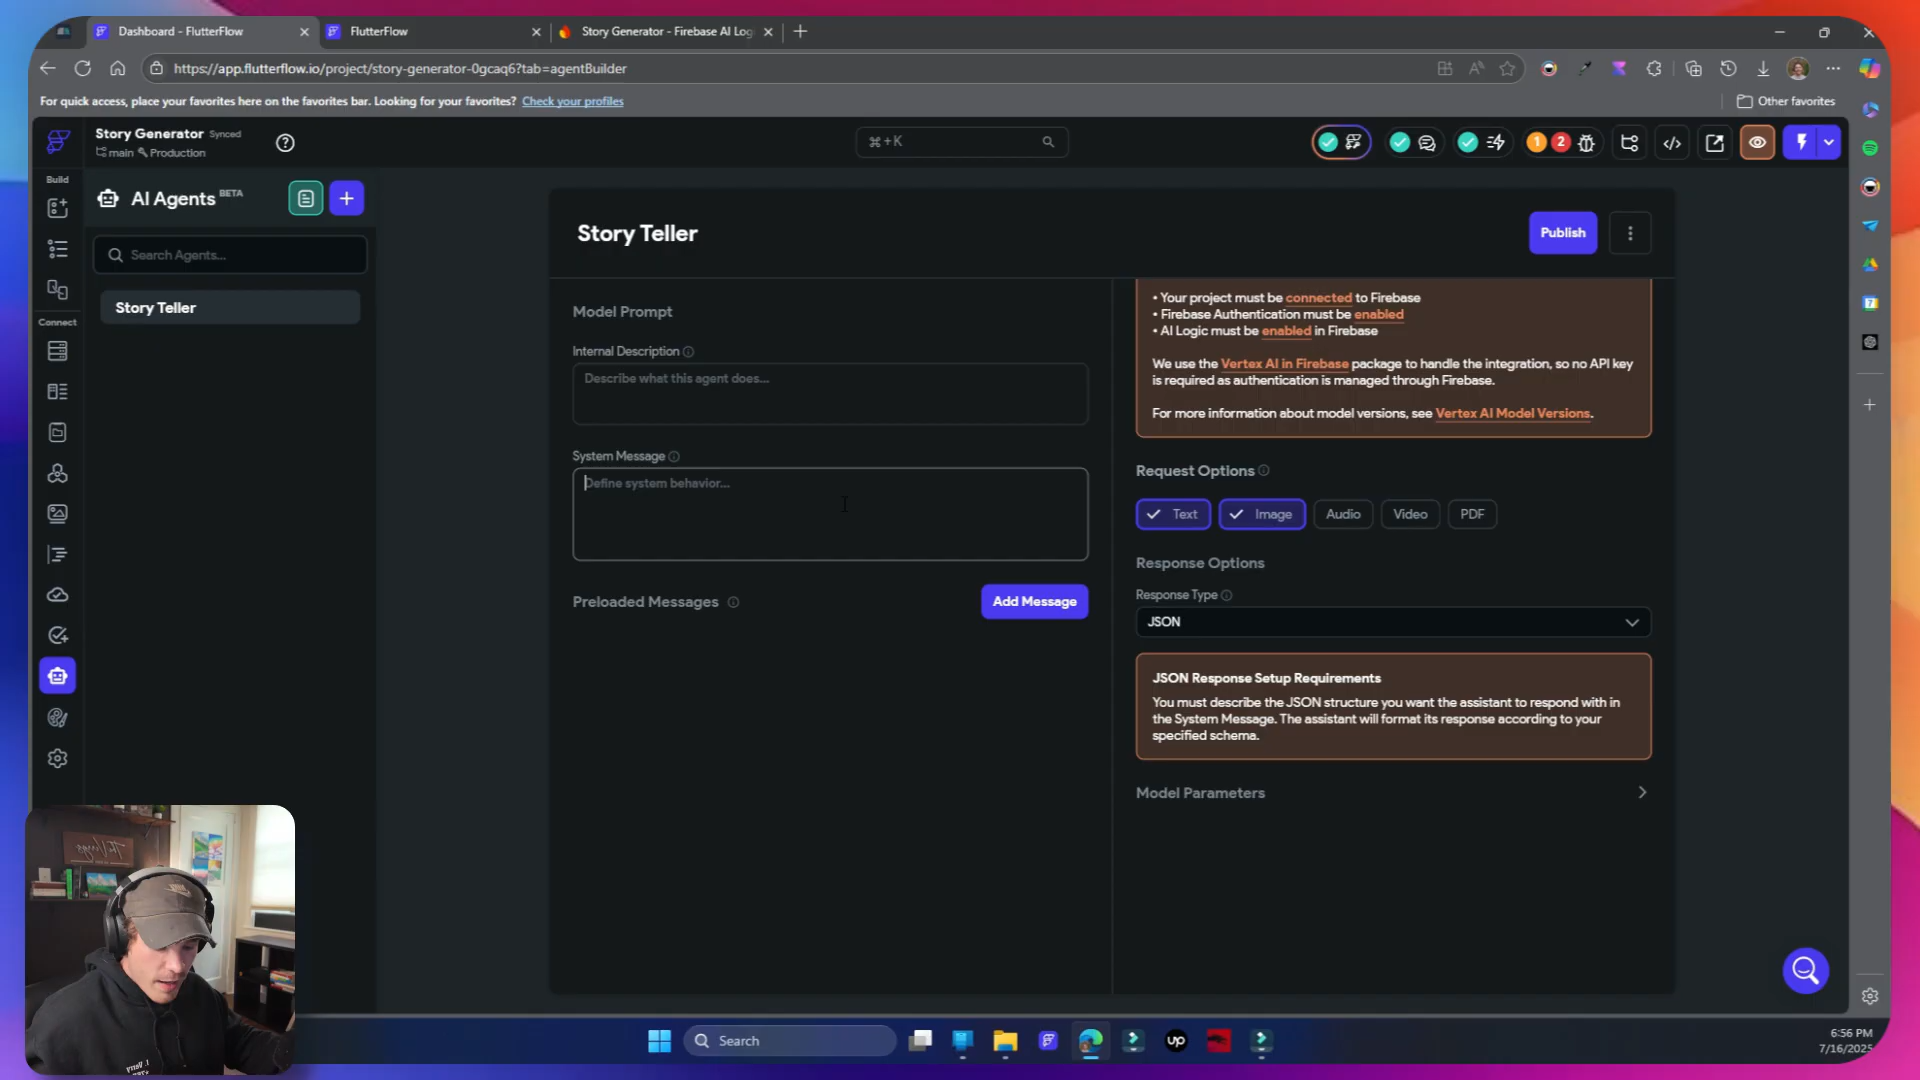 Dashboard - FlutterFlow
FlutterFlow
Story Generator - Firebase AI Log
https://app.flutterflow.io/project/story-generator-0gcaq6?tab=agentBuilder
For quick access, place your favorites here on the favorites bar. Looking for your favorites? Check your profiles
Other favorites
Story Generator Synced
main Production
⌘+K
1
2
Build
Connect
AI Agents BETA
Search Agents...
Story Teller
Story Teller
Publish
Model Prompt
Internal Description
Describe what this agent does...
System Message
Define system behavior...
Preloaded Messages
Add Message
• Your project must be connected to Firebase
• Firebase Authentication must be enabled
• AI Logic must be enabled in Firebase
We use the Vertex AI in Firebase package to handle the integration, so no API key
is required as authentication is managed through Firebase.
For more information about model versions, see Vertex AI Model Versions.
Request Options
Text
Image
Audio
Video
PDF
Response Options
Response Type
JSON
JSON Response Setup Requirements
You must describe the JSON structure you want the assistant to respond with in
the System Message. The assistant will format its response according to your
specified schema.
Model Parameters
Search
up
6:56 PM
7/16/2025